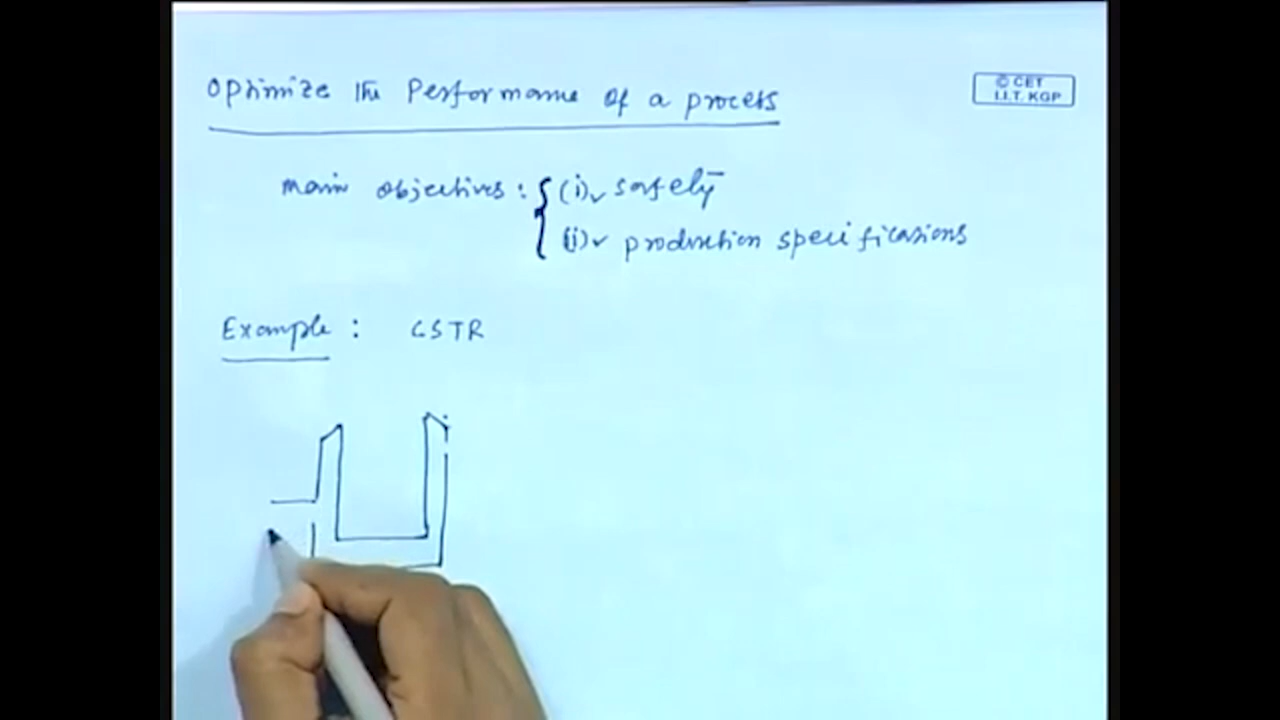 Optimize the Performance of a process
© CET
I.I.T. KGP
main objectives : (i) safety
(ii) production specifications
Example : CSTR